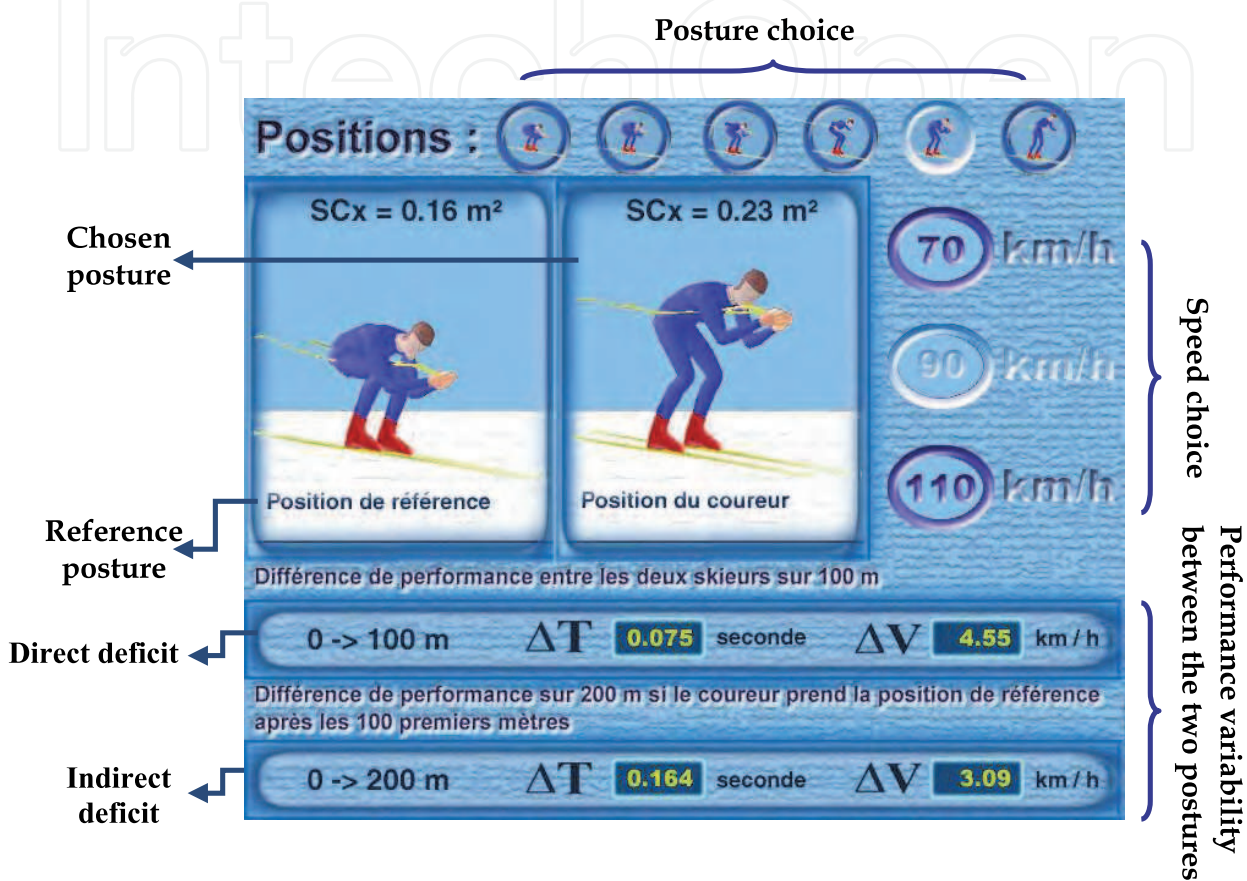 IntechOpen
Posture choice
Positions :
SCx = 0.16 m²
SCx = 0.23 m²
70 km/h
90 km/h
110 km/h
Chosen
posture
Position de référence
Position du coureur
Reference
posture
Speed choice
Différence de performance entre les deux skieurs sur 100 m
Direct deficit
0 -> 100 m ΔT 0.075 seconde ΔV 4.55 km / h
Différence de performance sur 200 m si le coureur prend la position de référence
après les 100 premiers mètres
Indirect
deficit
0 -> 200 m ΔT 0.164 seconde ΔV 3.09 km / h
Performance variability
between the two postures